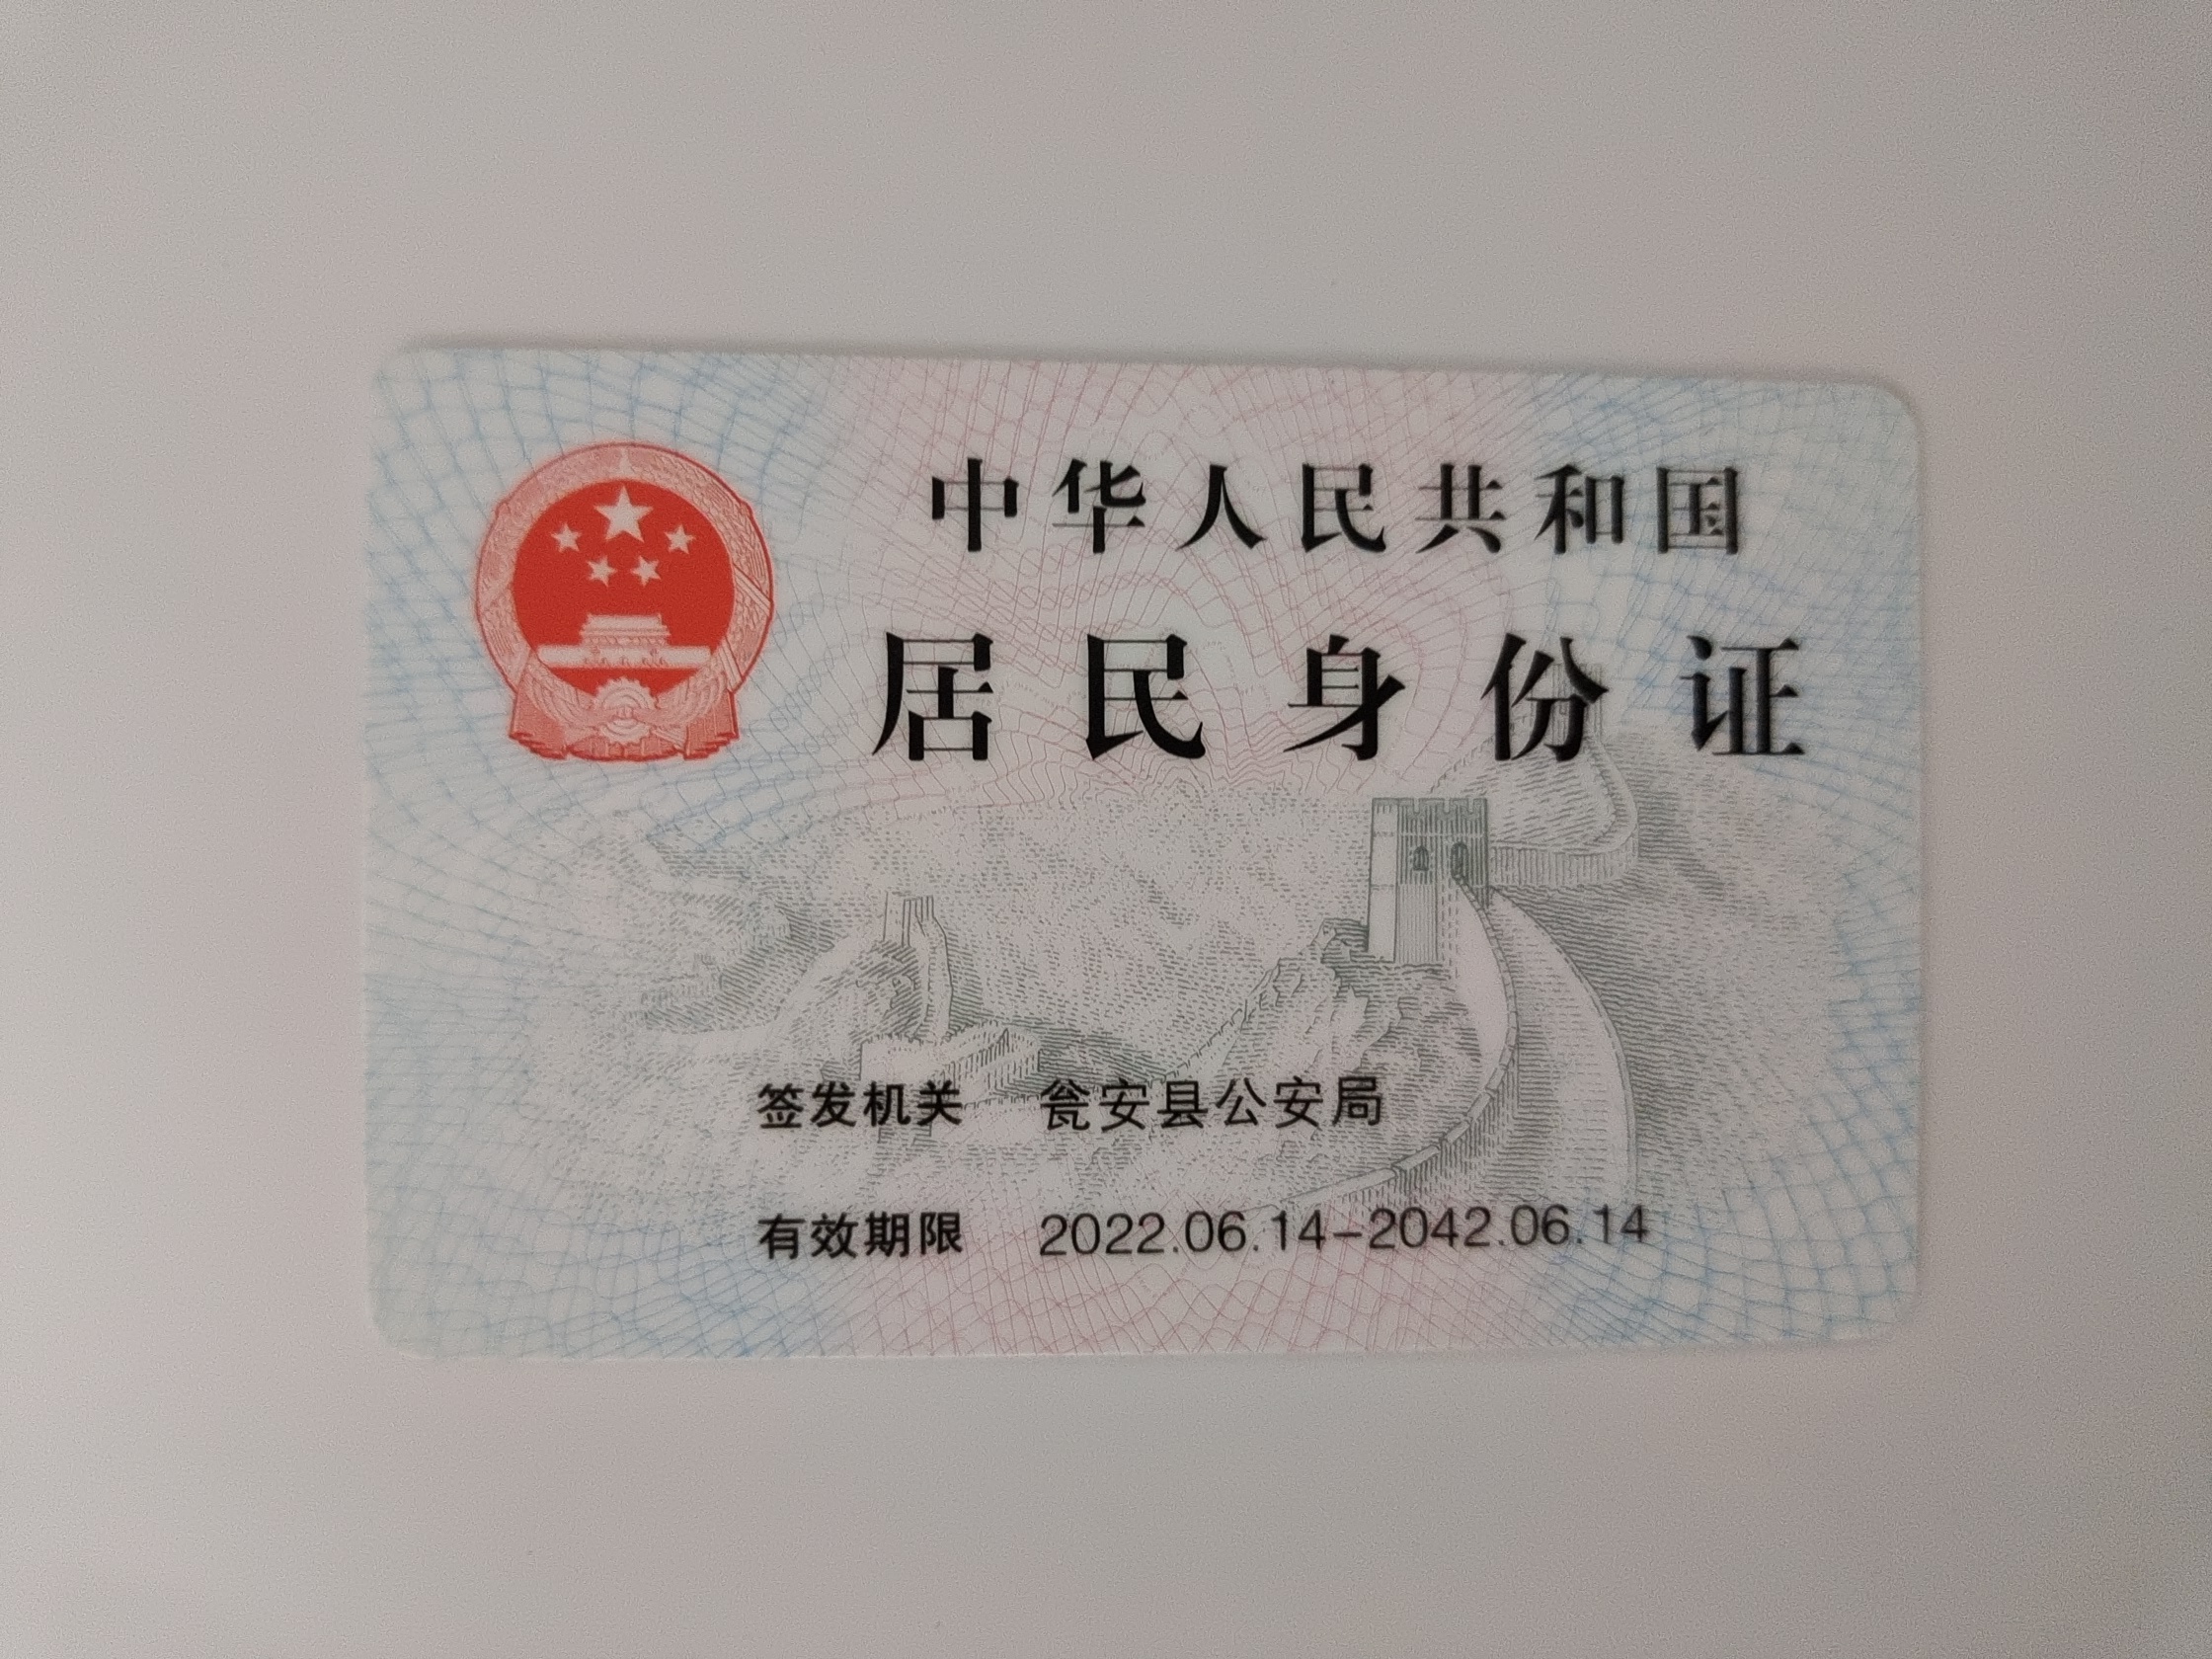 中华人民共和国
居民身份证
签发机关 瓮安县公安局
有效期限 2022.06.14-2042.06.14